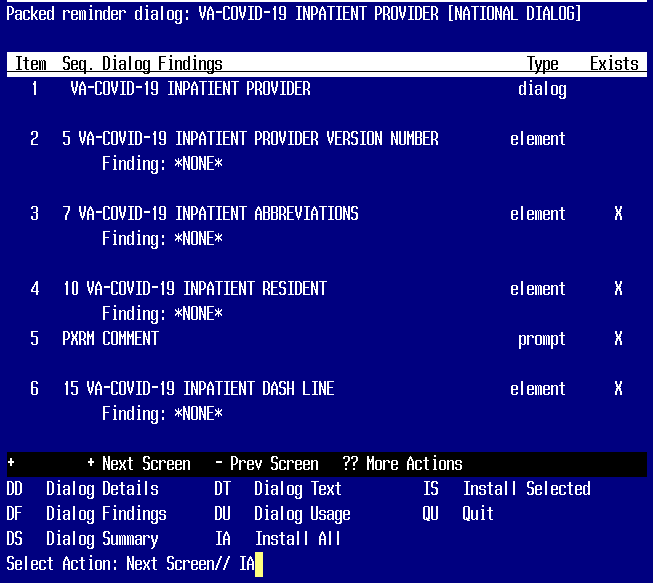 Packed reminder dialog: VA-COVID-19 INPATIENT PROVIDER [NATIONAL DIALOG]
Item Seq. Dialog Findings Type Exists
1 VA-COVID-19 INPATIENT PROVIDER dialog
2 5 VA-COVID-19 INPATIENT PROVIDER VERSION NUMBER element
Finding: *NONE*
3 7 VA-COVID-19 INPATIENT ABBREVIATIONS element X
Finding: *NONE*
4 10 VA-COVID-19 INPATIENT RESIDENT element X
Finding: *NONE*
5 PXRM COMMENT prompt X
6 15 VA-COVID-19 INPATIENT DASH LINE element X
Finding: *NONE*
+ + Next Screen - Prev Screen ?? More Actions
DD Dialog Details DT Dialog Text IS Install Selected
DF Dialog Findings DU Dialog Usage QU Quit
DS Dialog Summary IA Install All
Select Action: Next Screen// IA